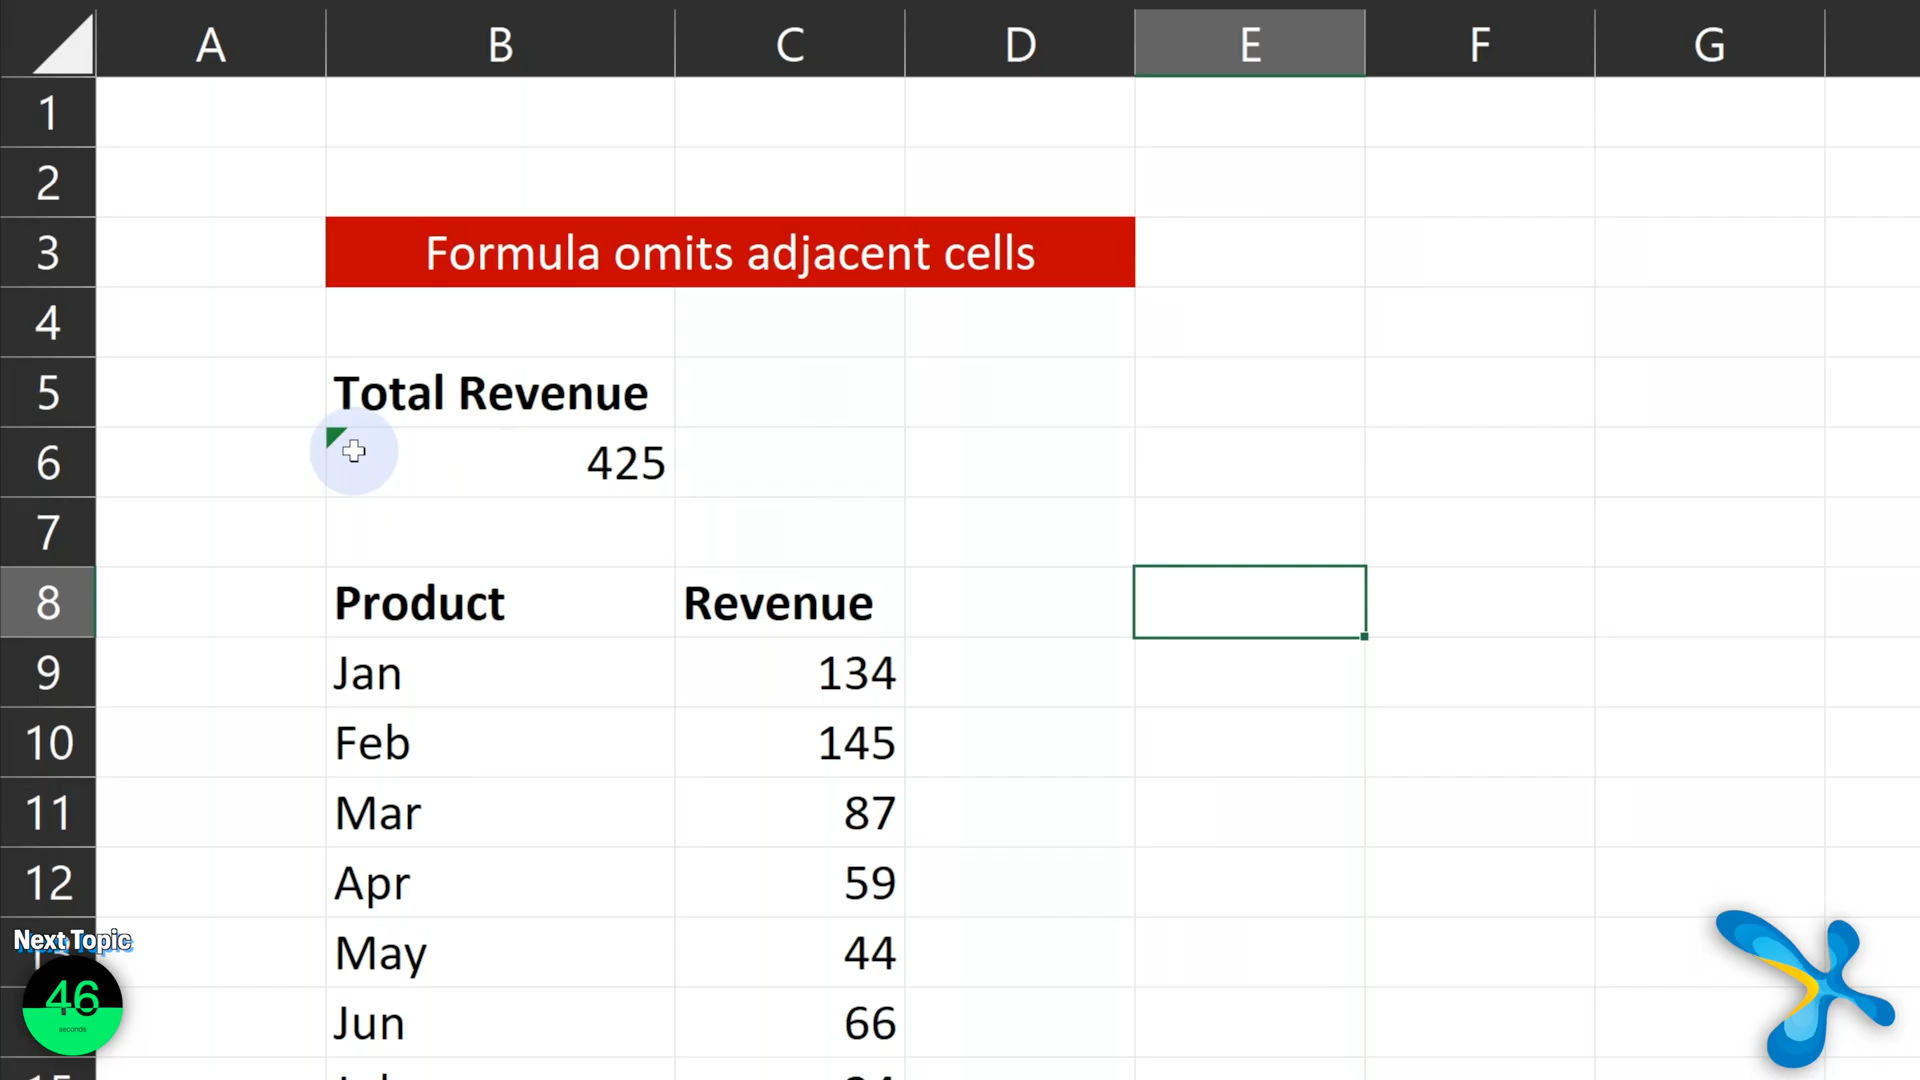 A B C D E F G
1
2
3 Formula omits adjacent cells
4
5 Total Revenue
6 425
7
8 Product Revenue
9 Jan 134
10 Feb 145
11 Mar 87
12 Apr 59
Next Topic
May 44
46
seconds
Jun 66